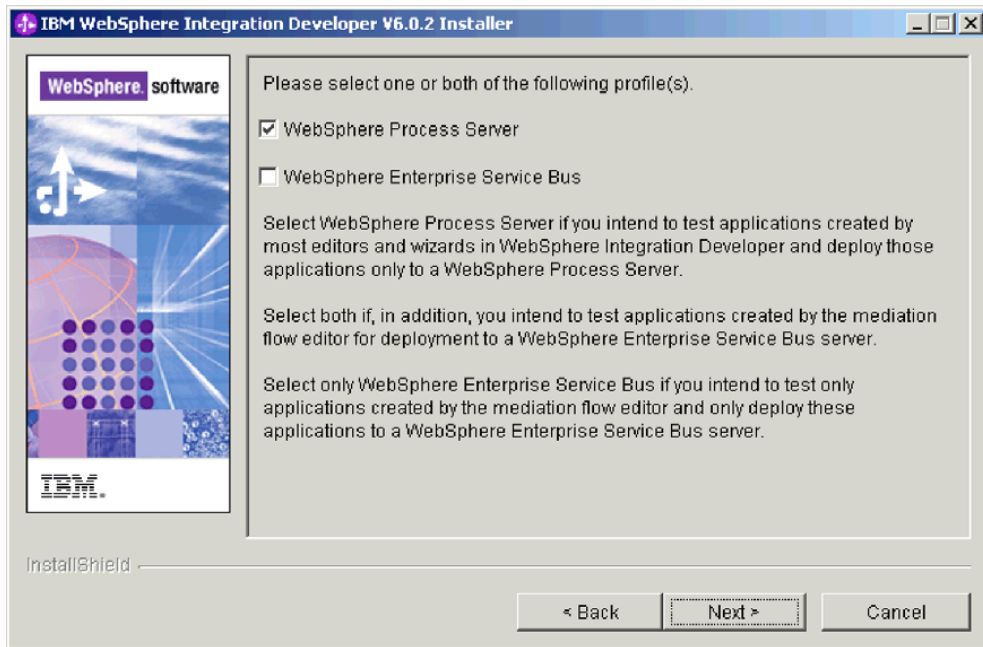 IBM WebSphere Integration Developer V6.0.2 Installer
WebSphere. software
Please select one or both of the following profile(s).
WebSphere Process Server
WebSphere Enterprise Service Bus
Select WebSphere Process Server if you intend to test applications created by
most editors and wizards in WebSphere Integration Developer and deploy those
applications only to a WebSphere Process Server.
Select both if, in addition, you intend to test applications created by the mediation
flow editor for deployment to a WebSphere Enterprise Service Bus server.
Select only WebSphere Enterprise Service Bus if you intend to test only
applications created by the mediation flow editor and only deploy these
applications to a WebSphere Enterprise Service Bus server.
IBM.
InstallShield
< Back
Next >
Cancel